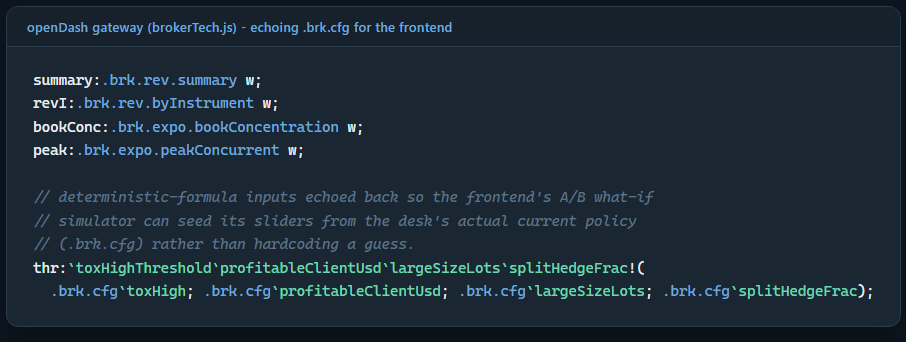 openDash gateway (brokerTech.js) - echoing .brk.cfg for the frontend
summary:.brk.rev.summary w;
revI:.brk.rev.byInstrument w;
bookConc:.brk.expo.bookConcentration w;
peak:.brk.expo.peakConcurrent w;
// deterministic-formula inputs echoed back so the frontend's A/B what-if
// simulator can seed its sliders from the desk's actual current policy
// (.brk.cfg) rather than hardcoding a guess.
thr:`toxHighThreshold`profitableClientUsd`largeSizeLots`splitHedgeFrac!(
  .brk.cfg`toxHigh; .brk.cfg`profitableClientUsd; .brk.cfg`largeSizeLots; .brk.cfg`splitHedgeFrac);